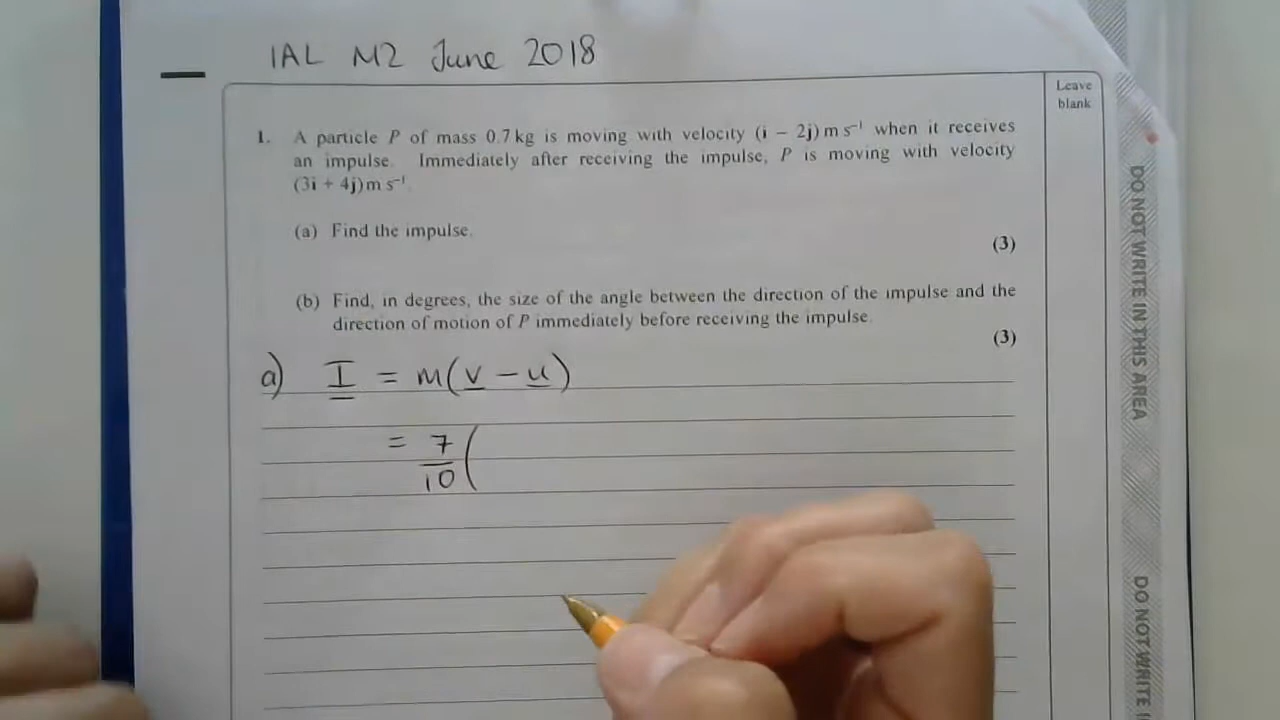 IAL M2 June 2018
Leave
blank
1. A particle P of mass 0.7 kg is moving with velocity (i − 2j) m s⁻¹ when it receives
an impulse. Immediately after receiving the impulse, P is moving with velocity
(3i + 4j) m s⁻¹.
(a) Find the impulse.
(3)
(b) Find, in degrees, the size of the angle between the direction of the impulse and the
direction of motion of P immediately before receiving the impulse.
(3)
a) I = m(v − u)
= 7/10 (
DO NOT WRITE IN THIS AREA
DO NOT WRITE